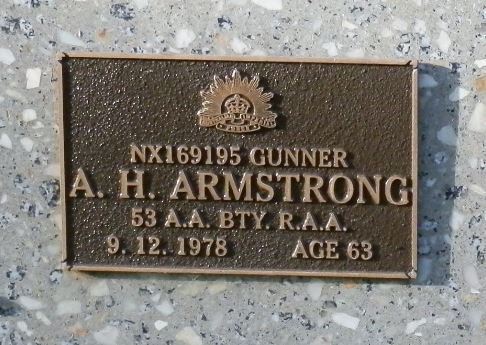 NX169195 GUNNER
A. H. ARMSTRONG
53 A.A. BTY. R.A.A.
9. 12. 1978 AGE 63